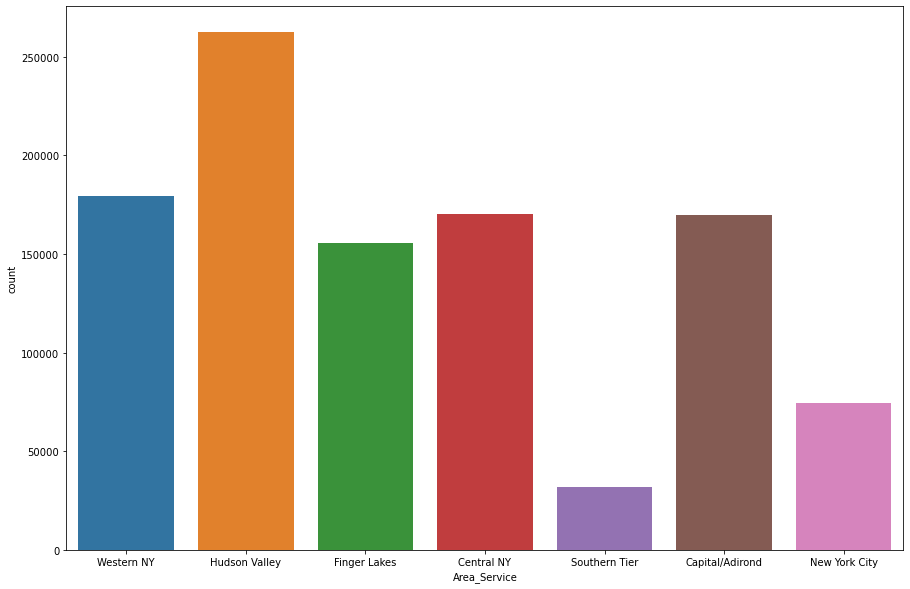 250000
200000
150000
100000
50000
0
count
Western NY Hudson Valley Finger Lakes Central NY Southern Tier Capital/Adirond New York City
Area_Service